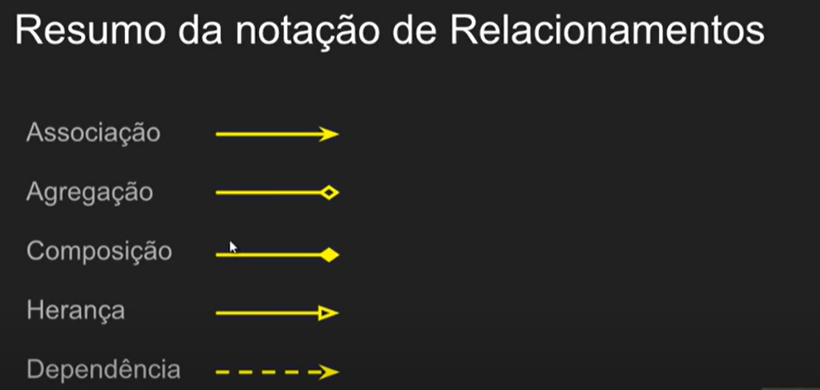 Resumo da notação de Relacionamentos
Associação
Agregação
Composição
Herança
Dependência